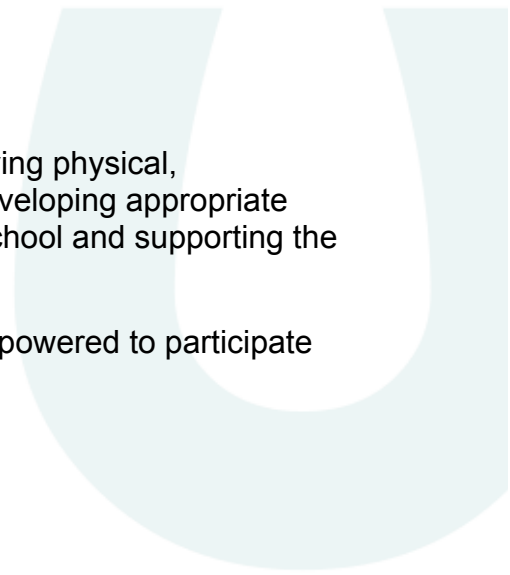 ing physical,
veloping appropriate
chool and supporting the
powered to participate